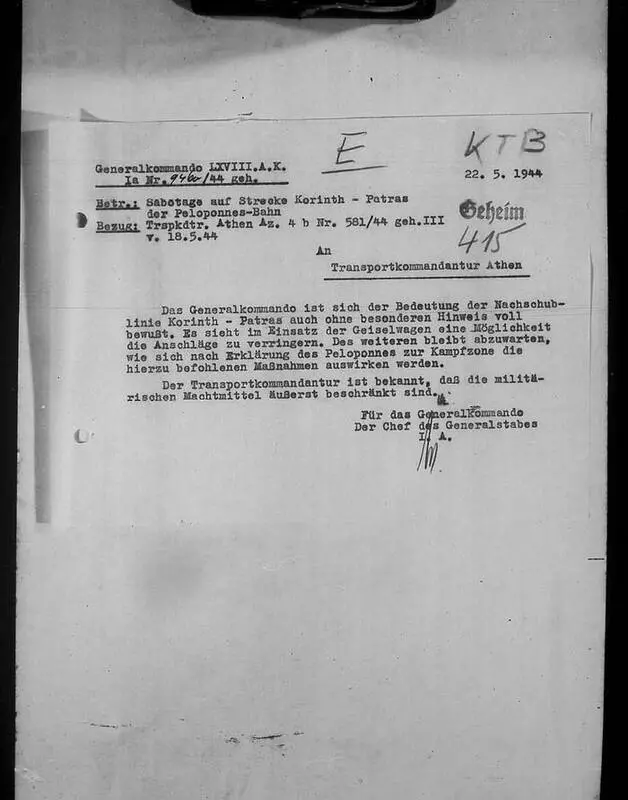 E
KTB
Generalkommando LXVIII.A.K.
Ia Nr. /44 geh.
22. 5. 1944
Betr.: Sabotage auf Strecke Korinth - Patras
der Peloponnes-Bahn
Geheim
Bezug: Trspkdtr. Athen Az. 4 b Nr. 581/44 geh.III
v. 18.5.44
415
An
Transportkommandantur Athen
Das Generalkommando ist sich der Bedeutung der Nachschub-
linie Korinth - Patras auch ohne besonderen Hinweis voll
bewußt. Es sieht im Einsatz der Geiselwagen eine Möglichkeit
die Anschläge zu verringern. Des weiteren bleibt abzuwarten,
wie sich nach Erklärung des Peloponnes zur Kampfzone die
hierzu befohlenen Maßnahmen auswirken werden.
Der Transportkommandantur ist bekannt, daß die militä-
rischen Machtmittel äußerst beschränkt sind.
Für das Generalkommando
Der Chef des Generalstabes
I. A.